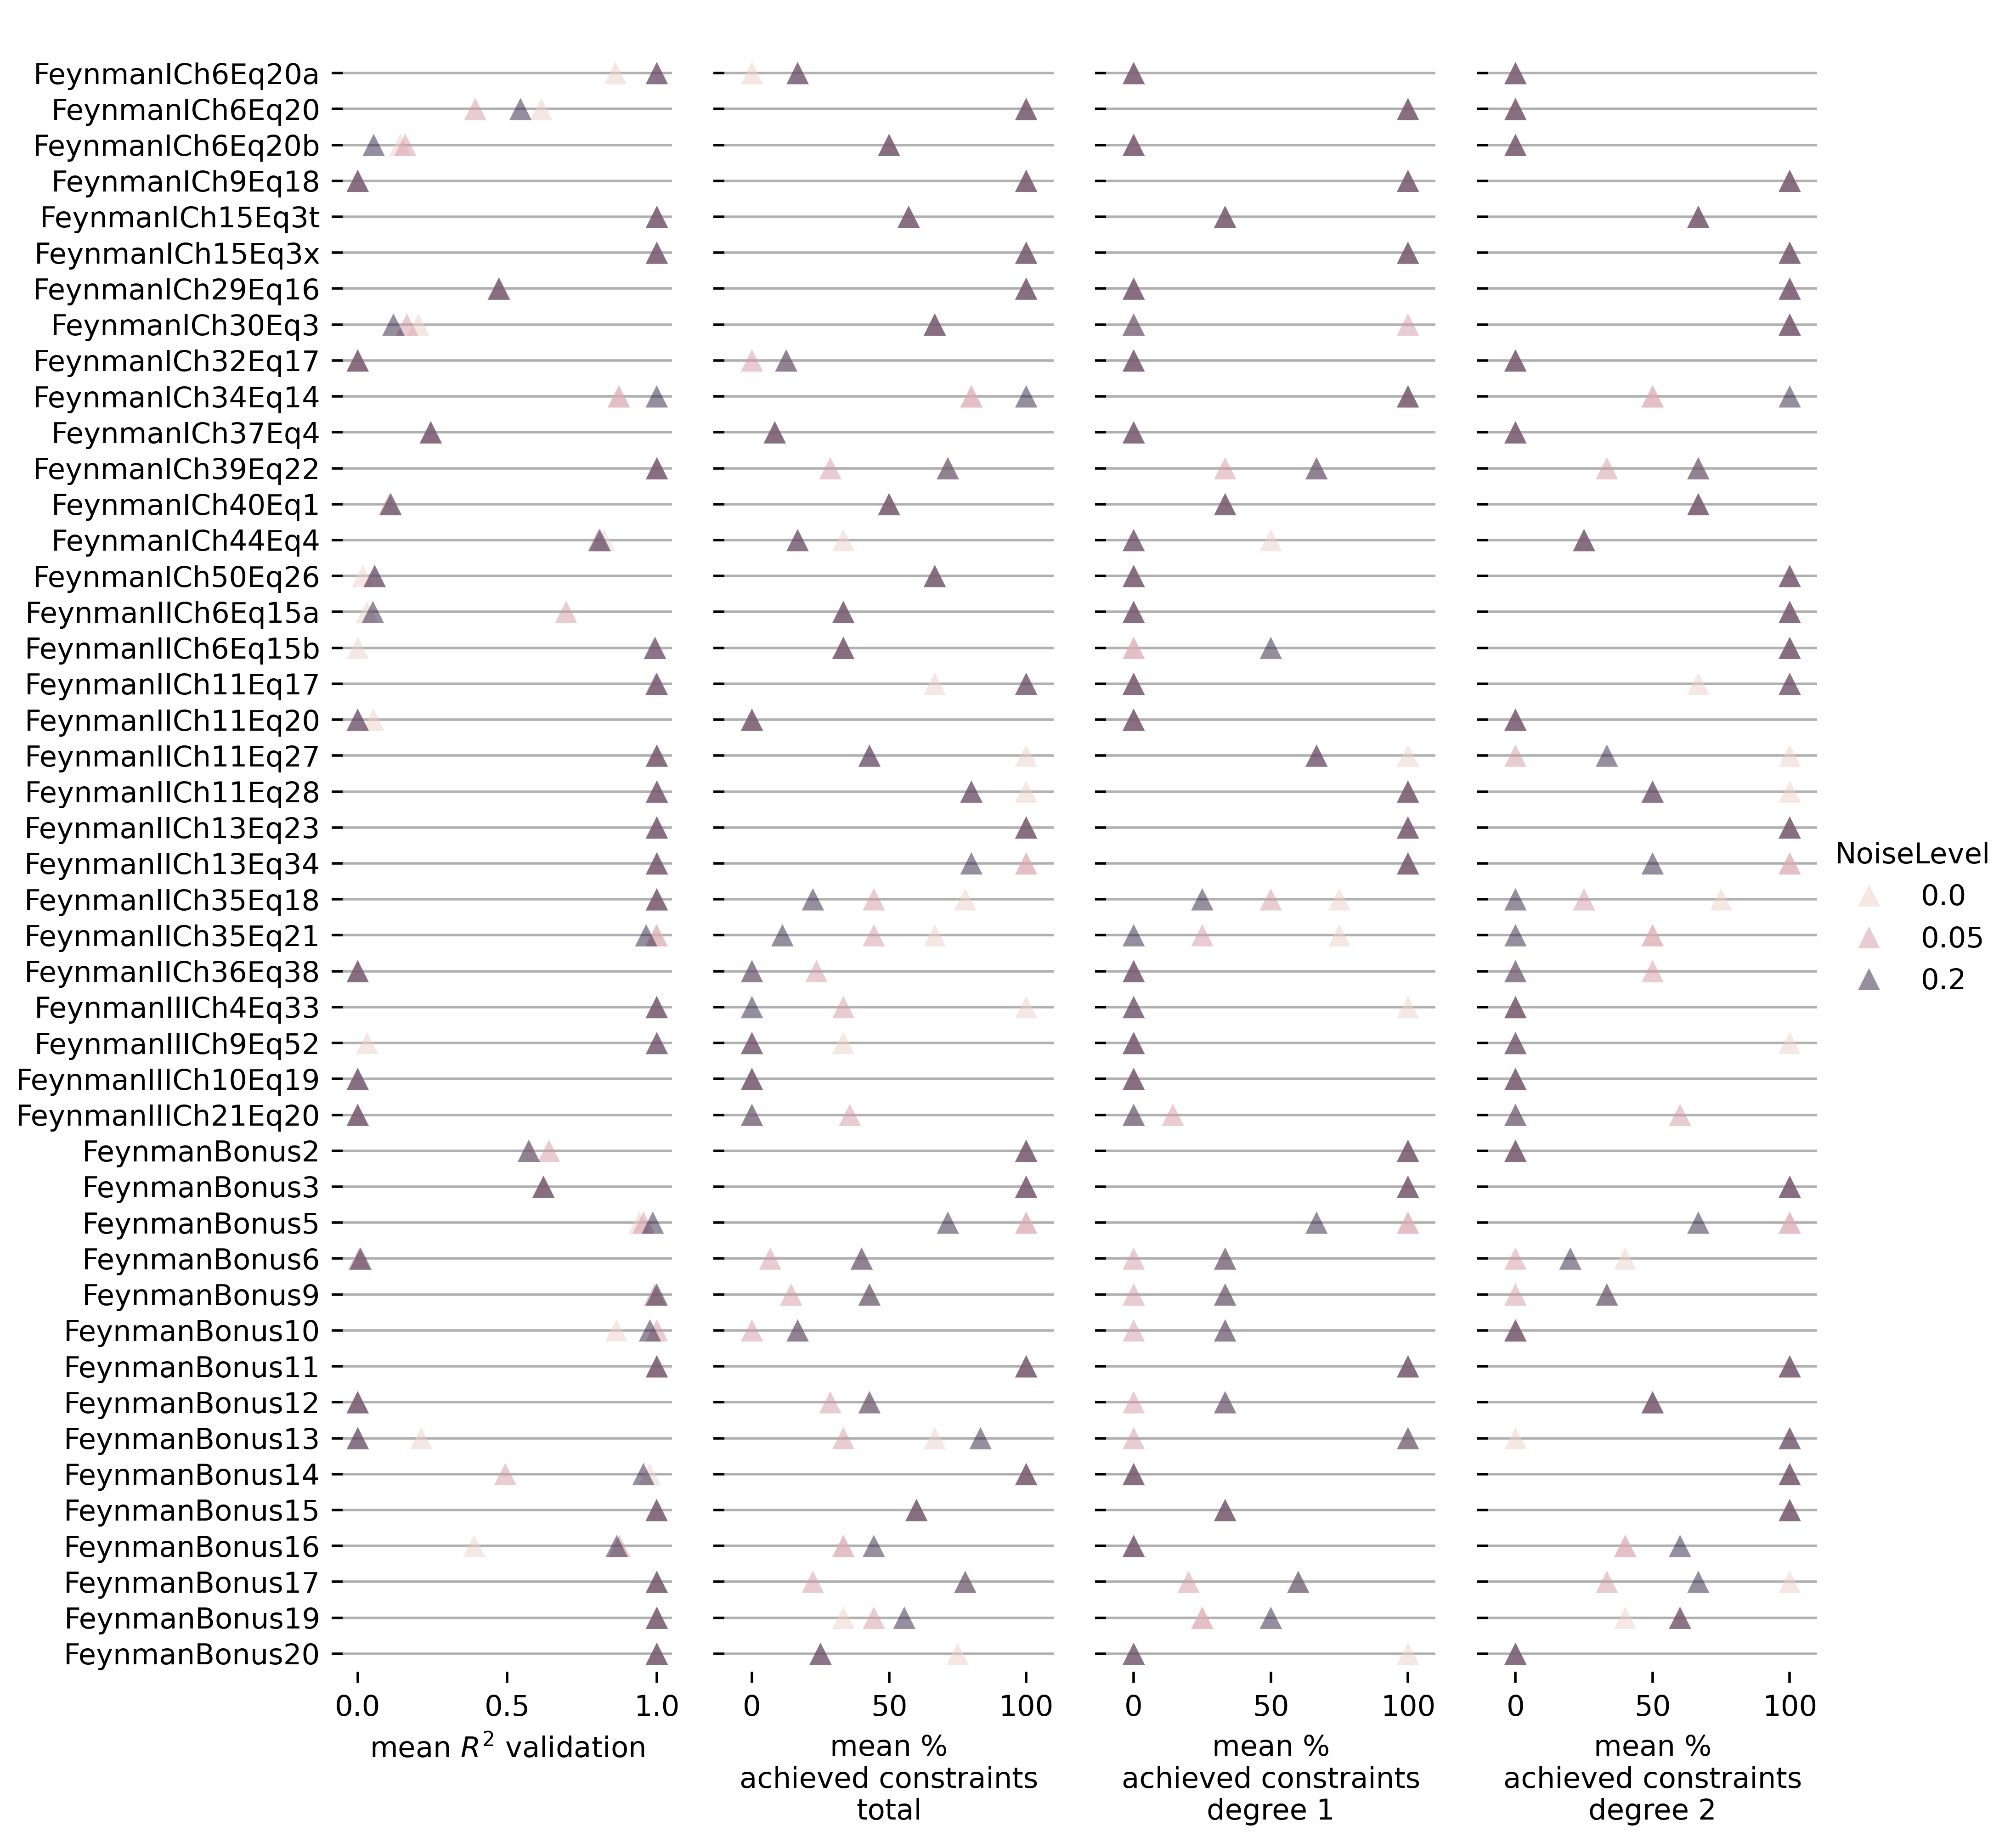 FeynmanICh6Eq20a
FeynmanICh6Eq20
FeynmanICh6Eq20b
FeynmanICh9Eq18
FeynmanICh15Eq3t
FeynmanICh15Eq3x
FeynmanICh29Eq16
FeynmanICh30Eq3
FeynmanICh32Eq17
FeynmanICh34Eq14
FeynmanICh37Eq4
FeynmanICh39Eq22
FeynmanICh40Eq1
FeynmanICh44Eq4
FeynmanICh50Eq26
FeynmanIICh6Eq15a
FeynmanIICh6Eq15b
FeynmanIICh11Eq17
FeynmanIICh11Eq20
FeynmanIICh11Eq27
FeynmanIICh11Eq28
FeynmanIICh13Eq23
FeynmanIICh13Eq34
FeynmanIICh35Eq18
FeynmanIICh35Eq21
FeynmanIICh36Eq38
FeynmanIIICh4Eq33
FeynmanIIICh9Eq52
FeynmanIIICh10Eq19
FeynmanIIICh21Eq20
FeynmanBonus2
FeynmanBonus3
FeynmanBonus5
FeynmanBonus6
FeynmanBonus9
FeynmanBonus10
FeynmanBonus11
FeynmanBonus12
FeynmanBonus13
FeynmanBonus14
FeynmanBonus15
FeynmanBonus16
FeynmanBonus17
FeynmanBonus19
FeynmanBonus20
0.0 0.5 1.0
mean R² validation
0 50 100
mean %
achieved constraints
total
0 50 100
mean %
achieved constraints
degree 1
0 50 100
mean %
achieved constraints
degree 2
NoiseLevel
0.0
0.05
0.2